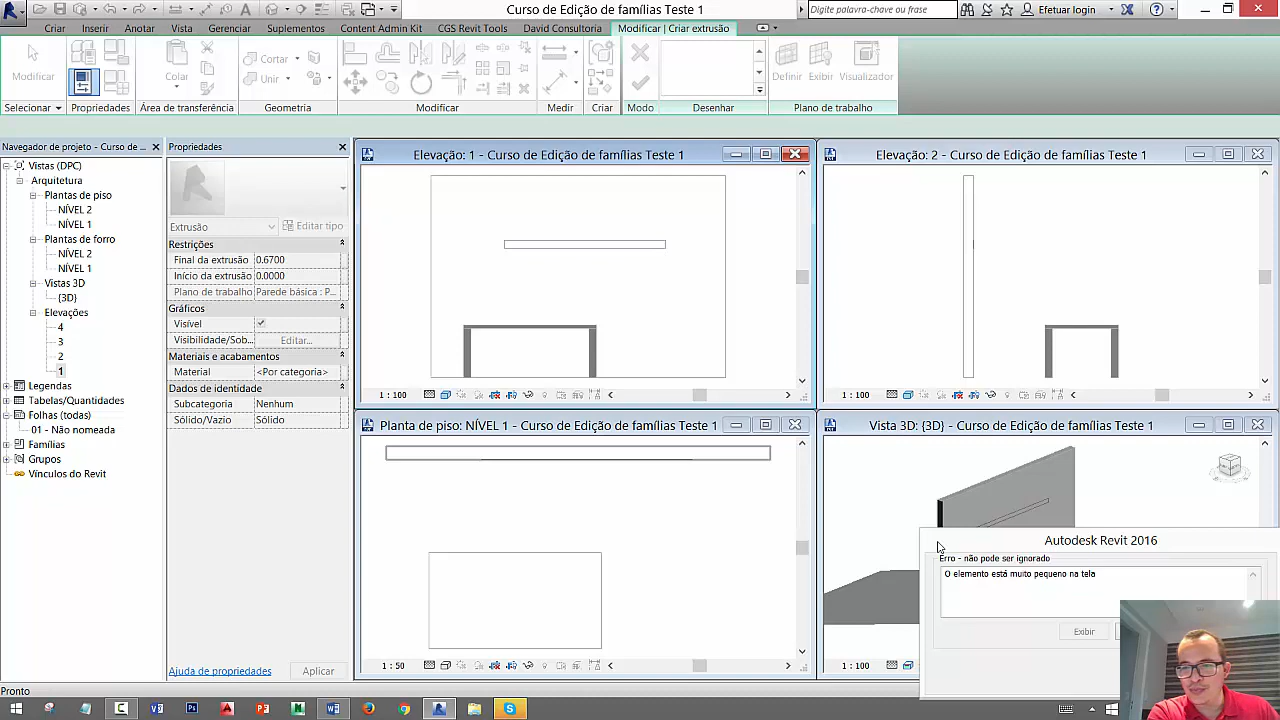 Curso de Edição de famílias Teste 1
Digite palavra-chave ou frase
Efetuar login
Criar
Inserir
Anotar
Vista
Gerenciar
Suplementos
Content Admin Kit
CGS Revit Tools
David Consultoria
Modificar | Criar extrusão
Modificar
Colar
Cortar
Unir
Definir
Exibir
Visualizador
Selecionar
Propriedades
Área de transferência
Geometria
Modificar
Medir
Criar
Modo
Desenhar
Plano de trabalho
Navegador de projeto - Curso de ...
Vistas (DPC)
Arquitetura
Plantas de piso
NÍVEL 2
NÍVEL 1
Plantas de forro
NÍVEL 2
NÍVEL 1
Vistas 3D
{3D}
Elevações
4
3
2
1
Legendas
Tabelas/Quantidades
Folhas (todas)
01 - Não nomeada
Famílias
Grupos
Vínculos do Revit
Propriedades
Extrusão
Editar tipo
Restrições
Final da extrusão 0.6700
Início da extrusão 0.0000
Plano de trabalho Parede básica : P...
Gráficos
Visível
Visibilidade/Sob... Editar...
Materiais e acabamentos
Material <Por categoria>
Dados de identidade
Subcategoria Nenhum
Sólido/Vazio Sólido
Ajuda de propriedades
Aplicar
Elevação: 1 - Curso de Edição de famílias Teste 1
1 : 100
Elevação: 2 - Curso de Edição de famílias Teste 1
1 : 100
Planta de piso: NÍVEL 1 - Curso de Edição de famílias Teste 1
1 : 50
Vista 3D: {3D} - Curso de Edição de famílias Teste 1
1 : 100
Autodesk Revit 2016
Erro - não pode ser ignorado
O elemento está muito pequeno na tela
Exibir
Pronto